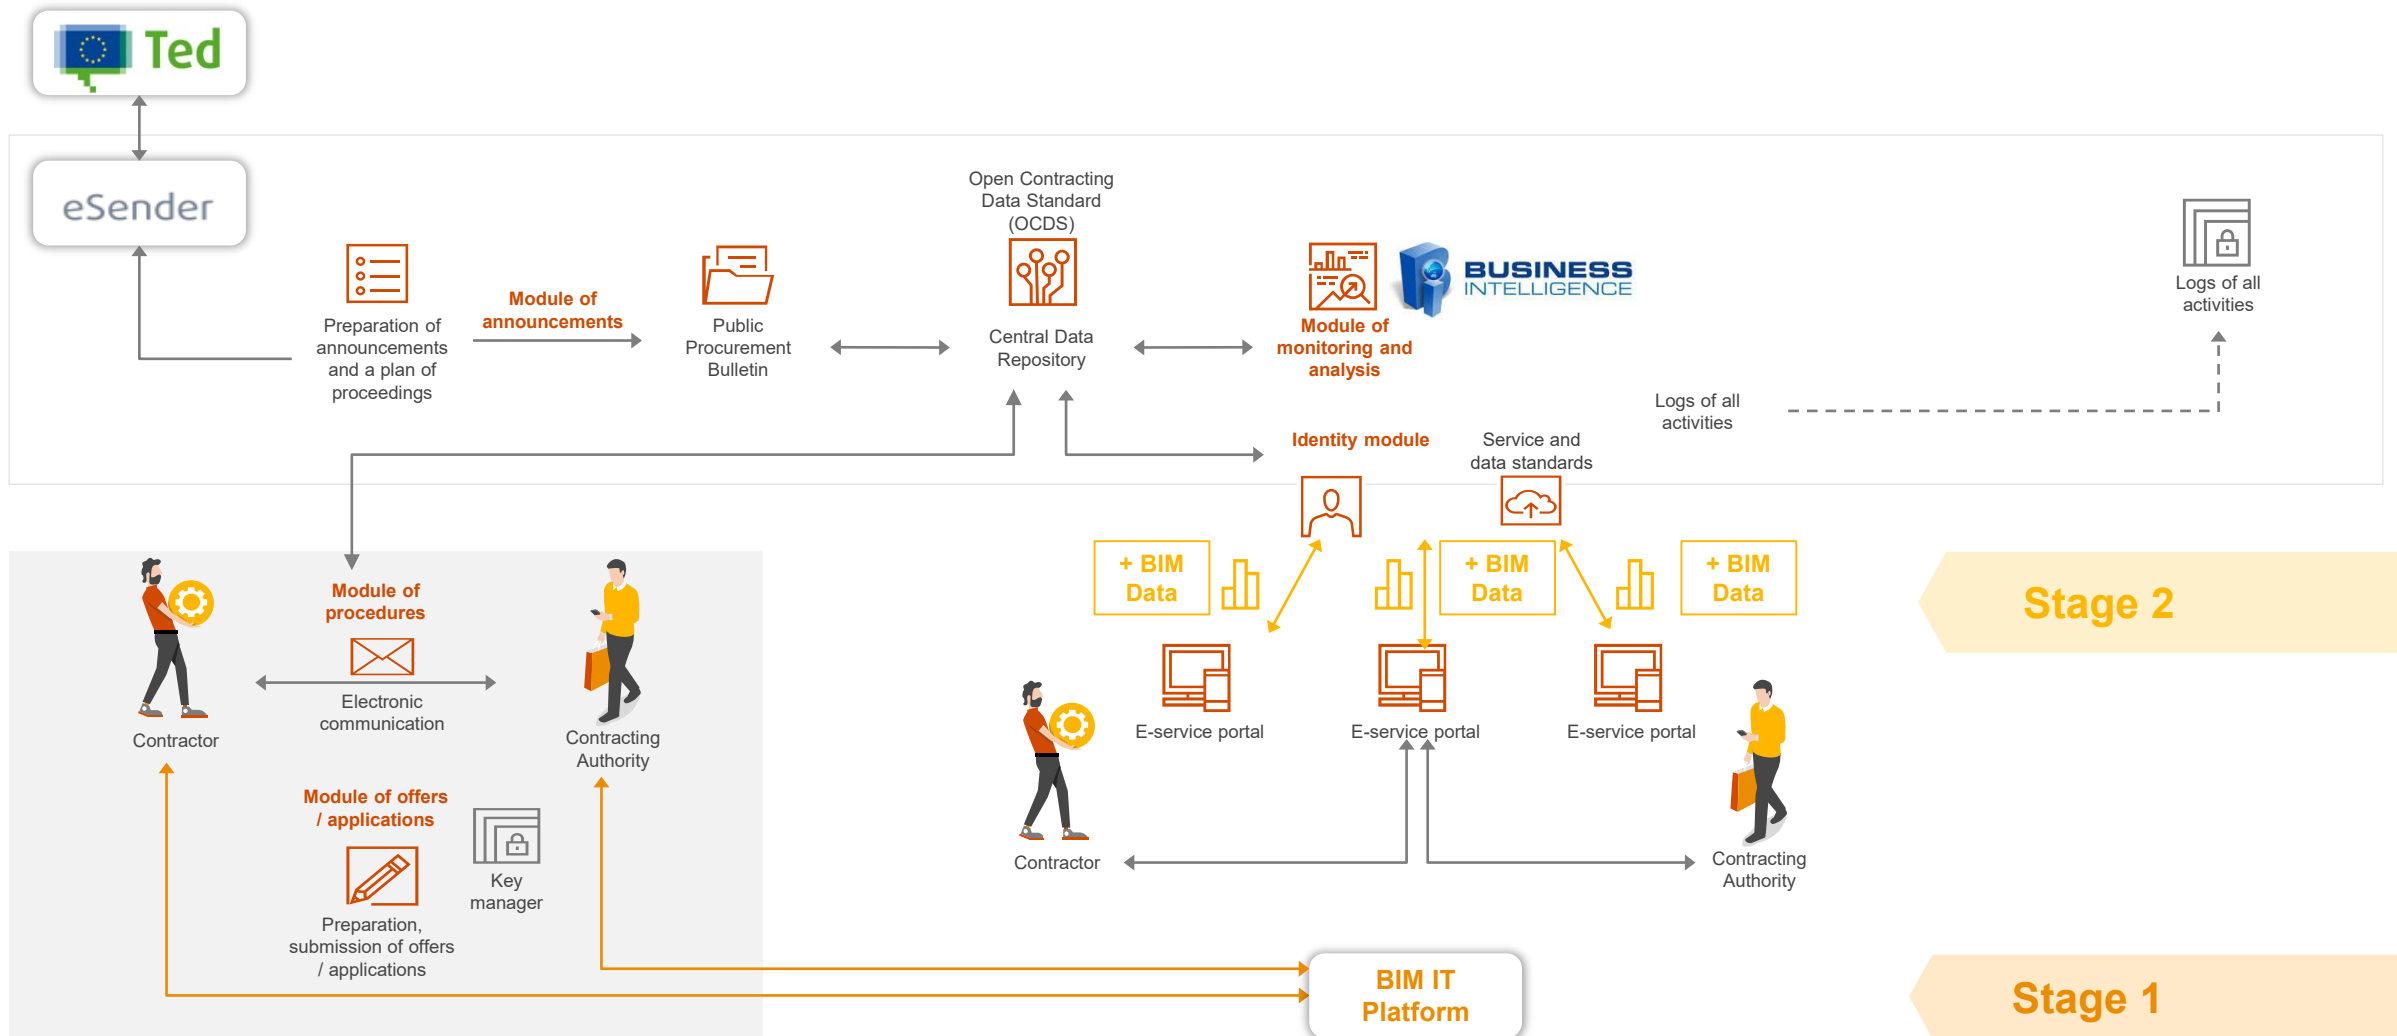 Ted
eSender
Open Contracting
Data Standard
(OCDS)
BUSINESS
INTELLIGENCE
Preparation of
announcements
and a plan of
proceedings
Module of
announcements
Public
Procurement
Bulletin
Central Data
Repository
Module of
monitoring and
analysis
Logs of all
activities
Logs of all
activities
Identity module
Service and
data standards
Module of
procedures
Electronic
communication
Contractor
Contracting
Authority
Module of offers
/ applications
Key
manager
Preparation,
submission of offers
/ applications
+ BIM
Data
+ BIM
Data
+ BIM
Data
E-service portal
E-service portal
E-service portal
Contractor
Contracting
Authority
Stage 2
BIM IT
Platform
Stage 1